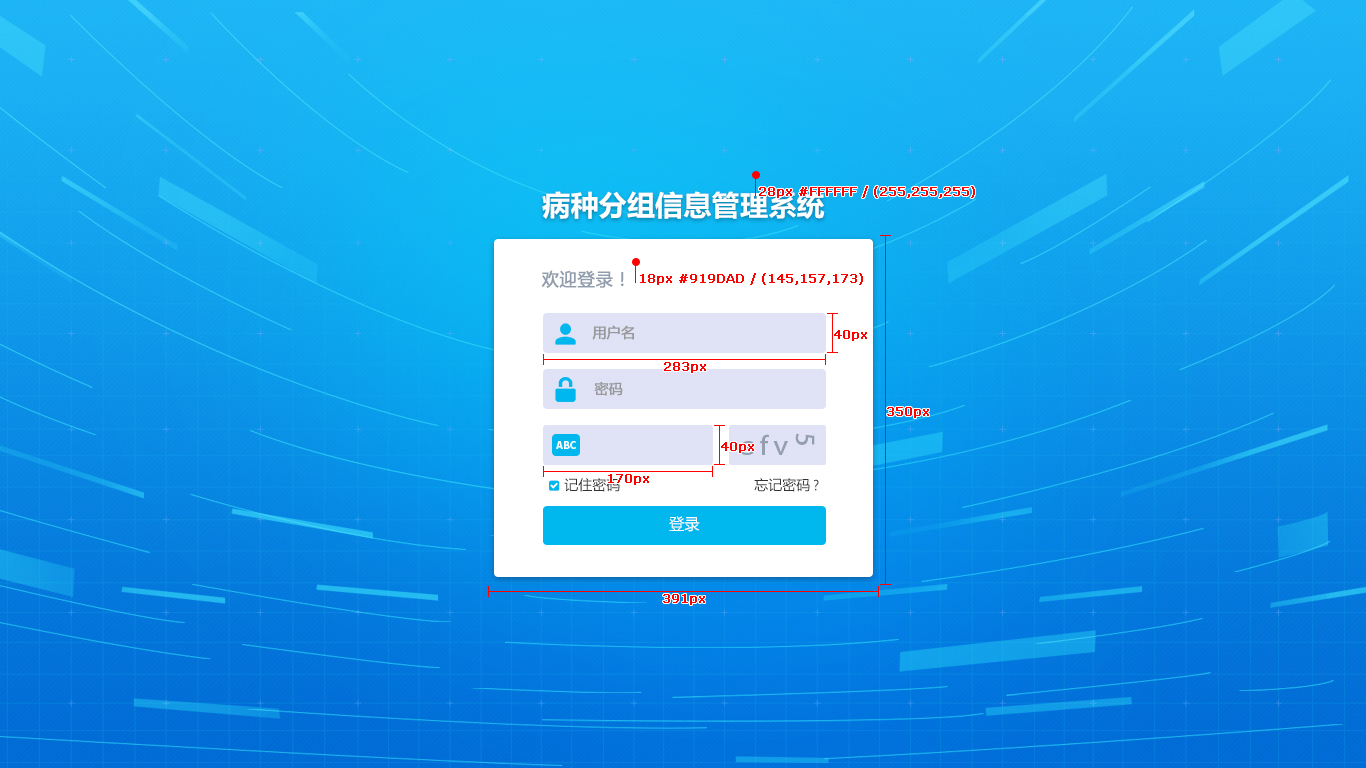 28px #FFFFFF / (255,255,255)
病种分组信息管理系统
欢迎登录！
18px #919DAD / (145,157,173)
用户名
40px
283px
密码
350px
ABC
40px
fv5
170px
记住密码
忘记密码？
登录
391px